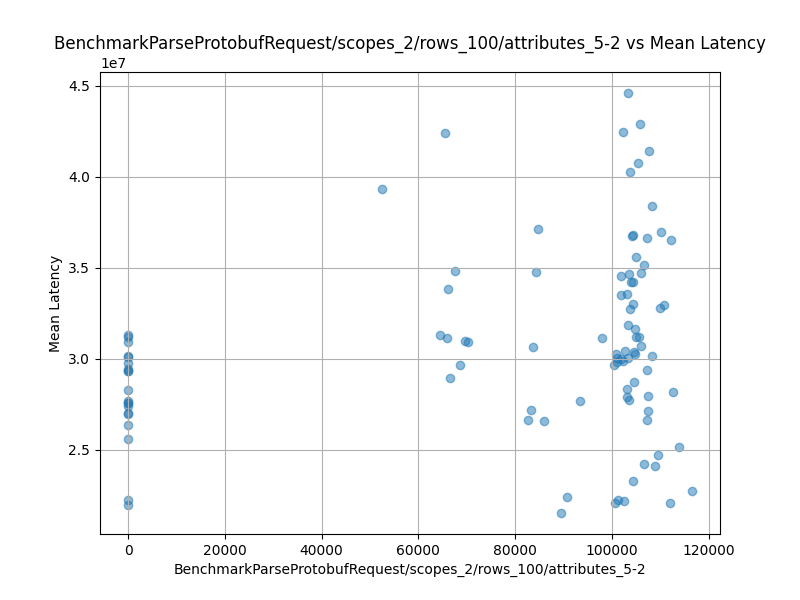 BenchmarkParseProtobufRequest/scopes_2/rows_100/attributes_5-2 vs Mean Latency
1e7
4.5
4.0
3.5
3.0
2.5
Mean Latency
0 20000 40000 60000 80000 100000 120000
BenchmarkParseProtobufRequest/scopes_2/rows_100/attributes_5-2